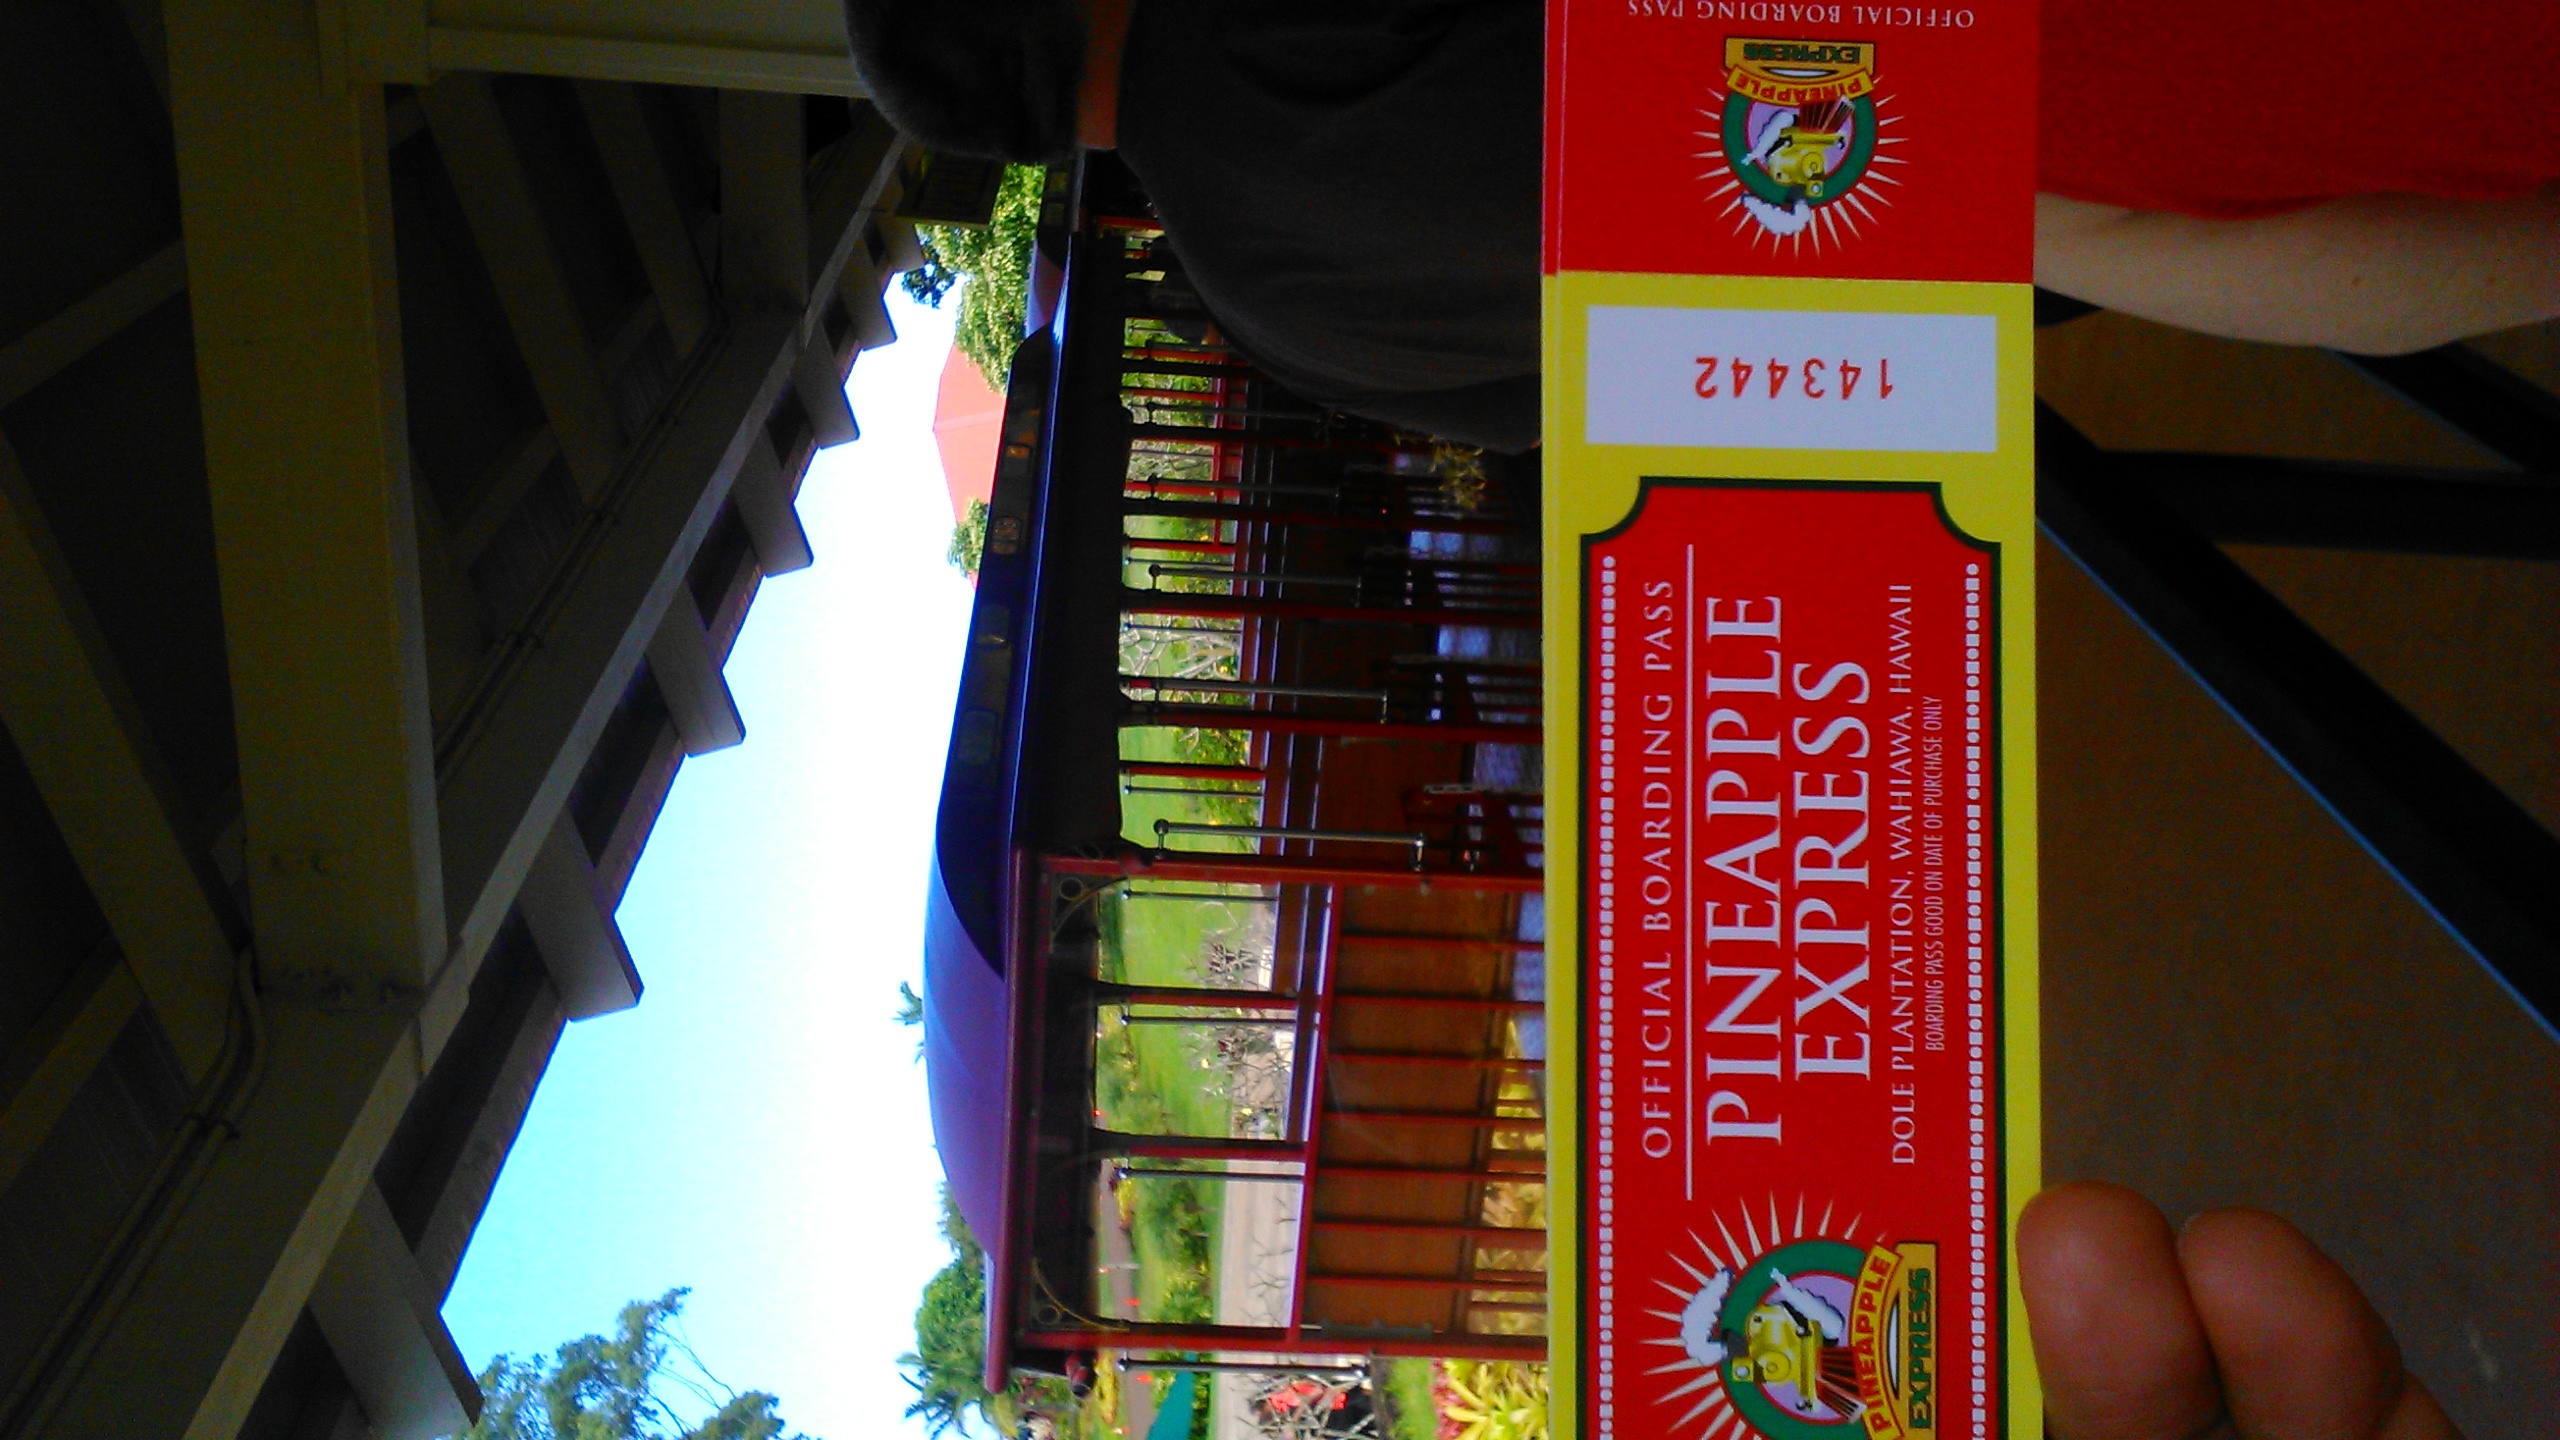 OFFICIAL BOARDING PASS
PINEAPPLE
EXPRESS
143442
OFFICIAL BOARDING PASS
PINEAPPLE
EXPRESS
DOLE PLANTATION, WAHIAWA, HAWAII
BOARDING PASS GOOD ON DATE OF PURCHASE ONLY
PINEAPPLE
EXPRESS